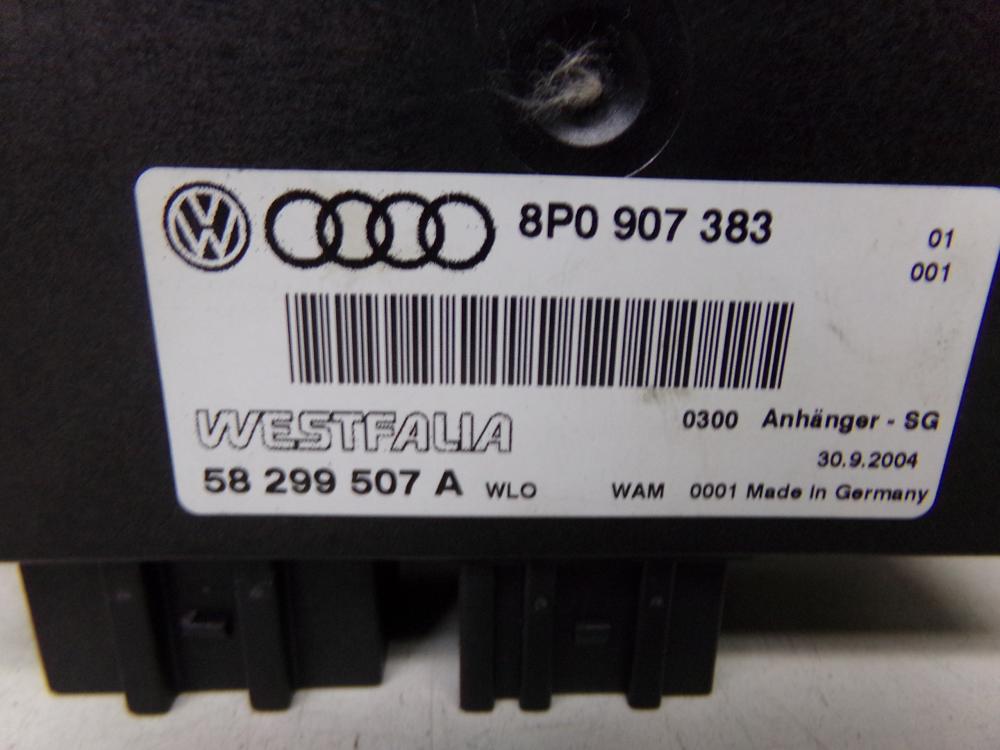 8P0 907 383
01
001
WESTFALIA
0300 Anhänger - SG
30.9.2004
58 299 507 A WLO WAM 0001 Made in Germany